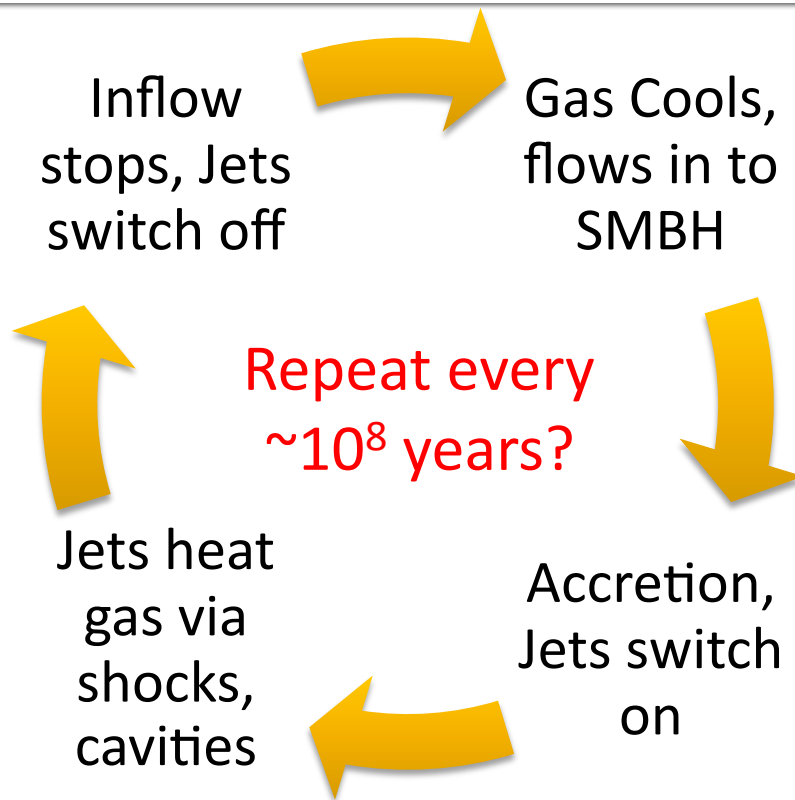 Inflow
stops, Jets
switch off
Gas Cools,
flows in to
SMBH
Repeat every
~10⁸ years?
Jets heat
gas via
shocks,
cavities
Accretion,
Jets switch
on